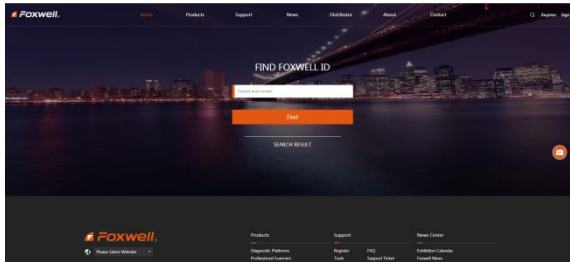 Foxwell.
Home Products Support News Distributor About Contact Register Sign
FIND FOXWELL ID
Product serial number
Find
SEARCH RESULT
Foxwell.
Please Select Website
Products
Diagnostic Platforms
Professional Scanners
Support
Register FAQ
Tools Support Ticket
News Center
Exhibition Calendar
Foxwell News